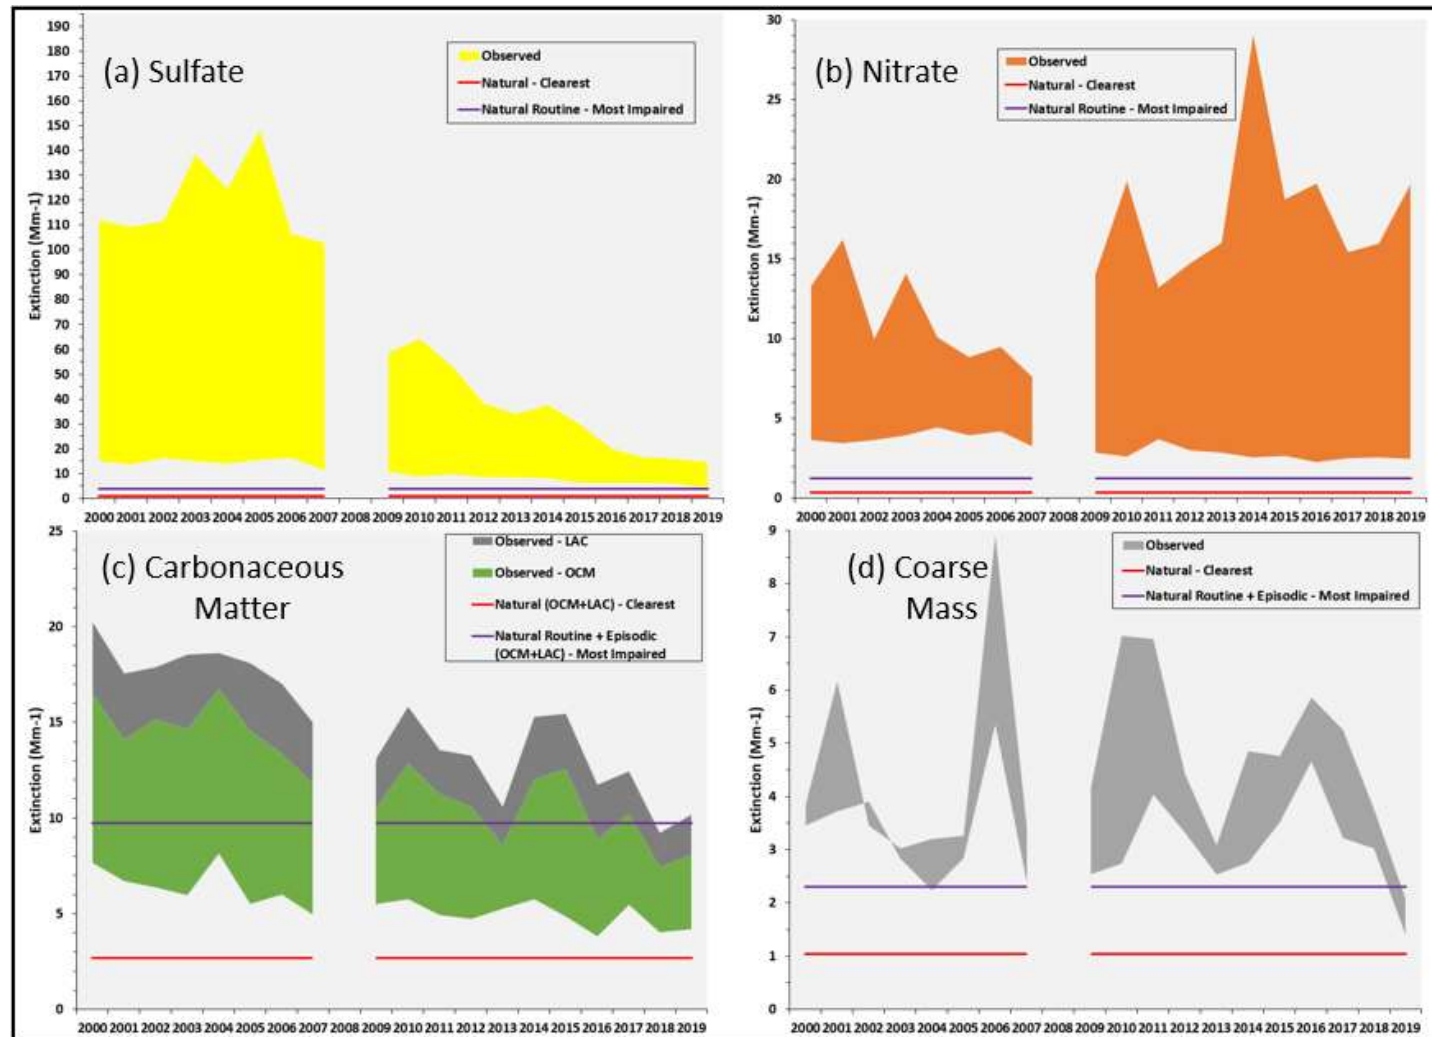 (a) Sulfate
Observed
Natural - Clearest
Natural Routine - Most Impaired
Extinction (Mm-1)
190
180
170
160
150
140
130
120
110
100
90
80
70
60
50
40
30
20
10
0
2000 2001 2002 2003 2004 2005 2006 2007 2008 2009 2010 2011 2012 2013 2014 2015 2016 2017 2018 2019
(b) Nitrate
Observed
Natural - Clearest
Natural Routine - Most Impaired
Extinction (Mm-1)
30
25
20
15
10
5
0
2000 2001 2002 2003 2004 2005 2006 2007 2008 2009 2010 2011 2012 2013 2014 2015 2016 2017 2018 2019
(c) Carbonaceous
Matter
Observed - LAC
Observed - OCM
Natural (OCM+LAC) - Clearest
Natural Routine + Episodic
(OCM+LAC) - Most Impaired
Extinction (Mm-1)
25
20
15
10
5
0
2000 2001 2002 2003 2004 2005 2006 2007 2008 2009 2010 2011 2012 2013 2014 2015 2016 2017 2018 2019
(d) Coarse
Mass
Observed
Natural - Clearest
Natural Routine + Episodic - Most Impaired
Extinction (Mm-1)
9
8
7
6
5
4
3
2
1
0
2000 2001 2002 2003 2004 2005 2006 2007 2008 2009 2010 2011 2012 2013 2014 2015 2016 2017 2018 2019